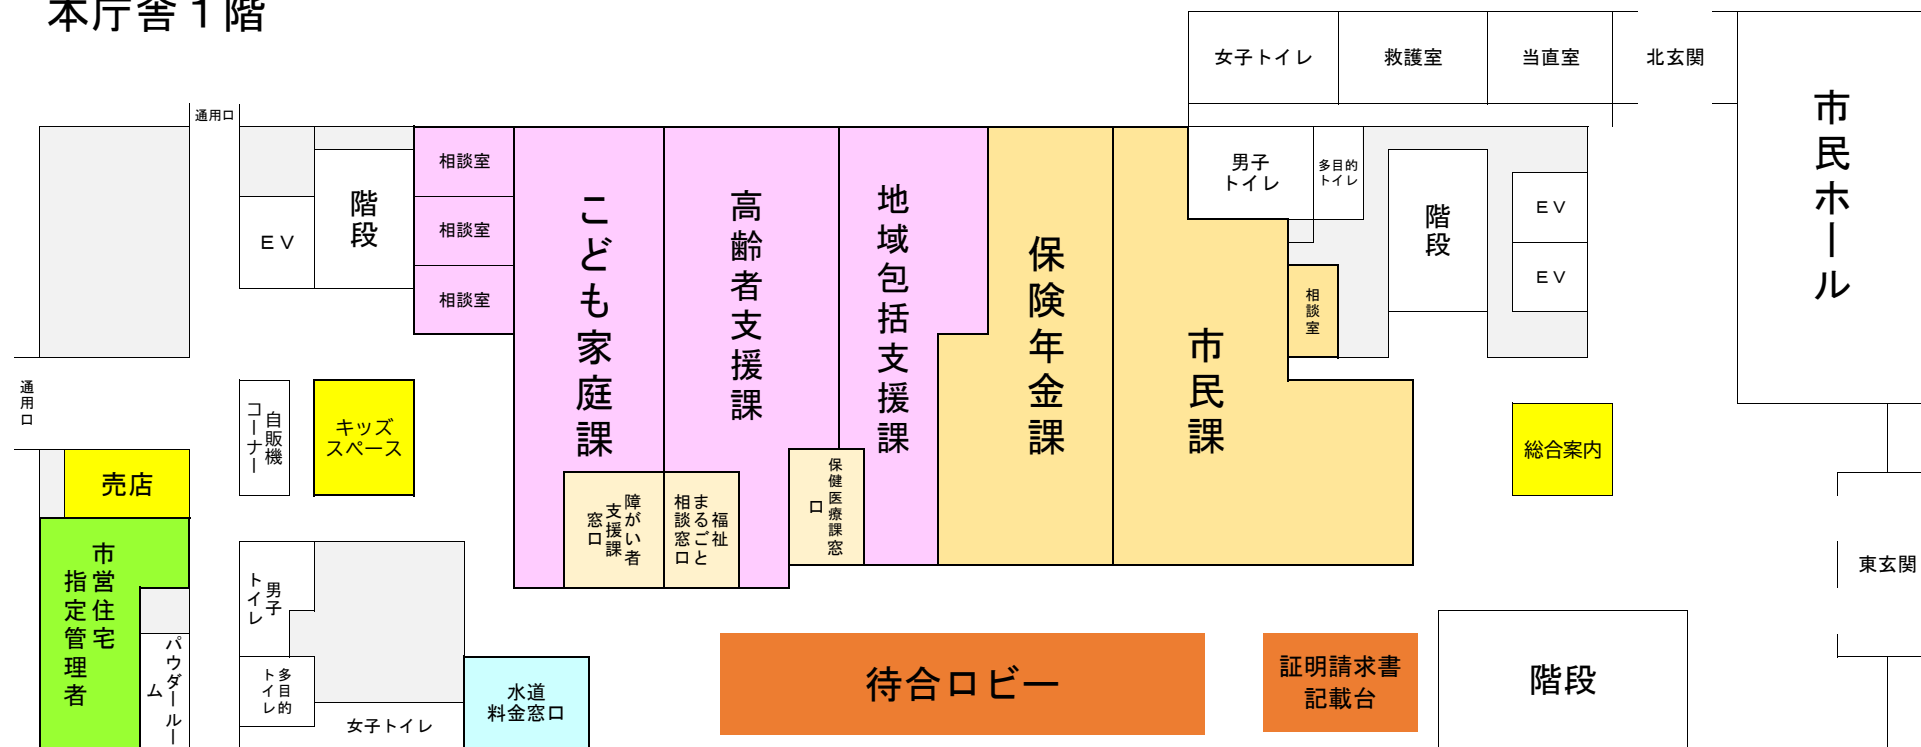 本庁舎１階
女子トイレ
救護室
当直室
北玄関
市民ホール
通用口
階段
ＥＶ
相談室
相談室
相談室
こども家庭課
高齢者支援課
地域包括支援課
保険年金課
市民課
男子
トイレ
多目的
トイレ
相談室
階段
ＥＶ
ＥＶ
通用口
自販機
コーナー
キッズ
スペース
売店
総合案内
障がい者
支援課
窓口
福祉
まるごと
相談窓口
保健医療課窓
口
市営住宅
指定管理者
パウダールー
ム
男子
トイレ
多目的
トイレ
女子トイレ
水道
料金窓口
待合ロビー
証明請求書
記載台
階段
東玄関